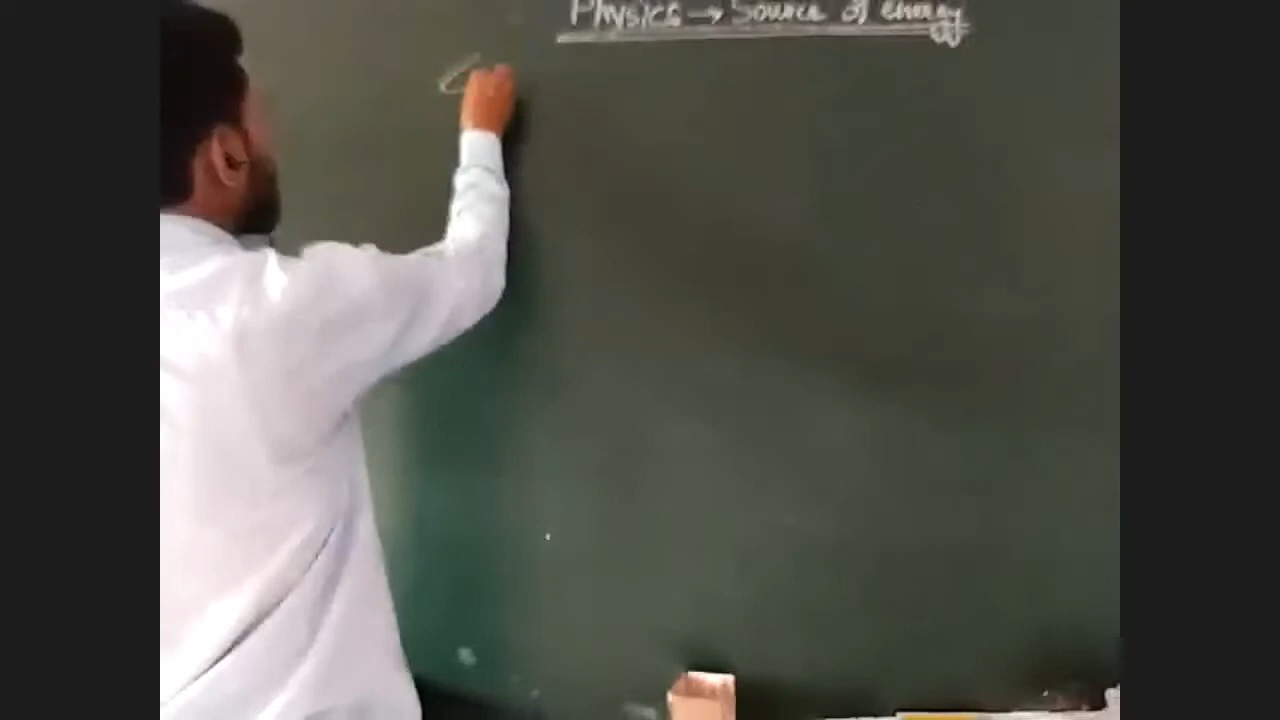 Physics → Source of energy